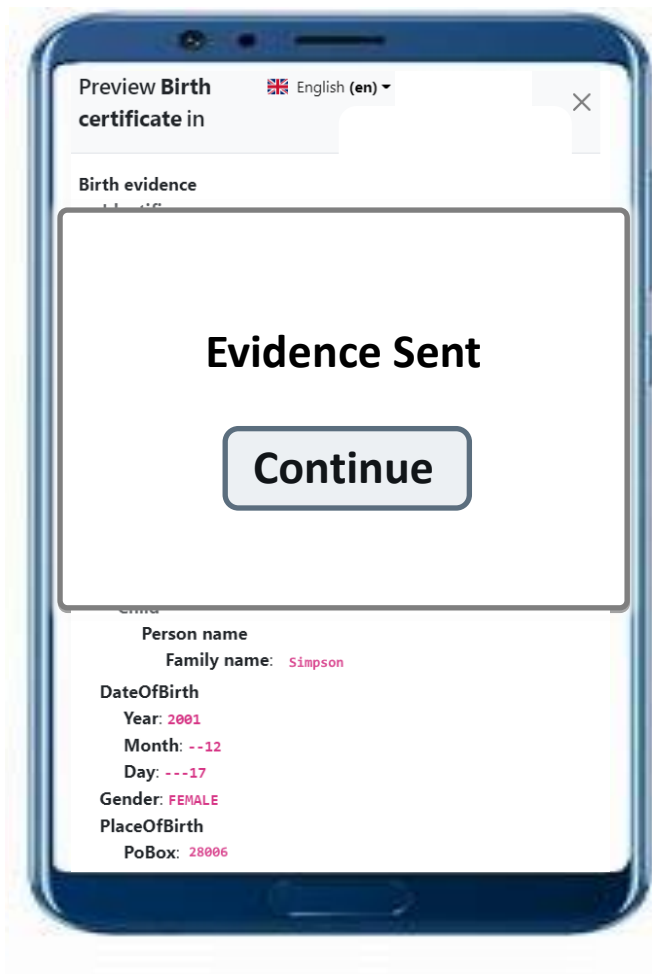 Preview Birth
certificate in
English (en)
Birth evidence
Evidence Sent
Continue
Person name
Family name: Simpson
DateOfBirth
Year: 2001
Month: --12
Day: ---17
Gender: FEMALE
PlaceOfBirth
PoBox: 28006